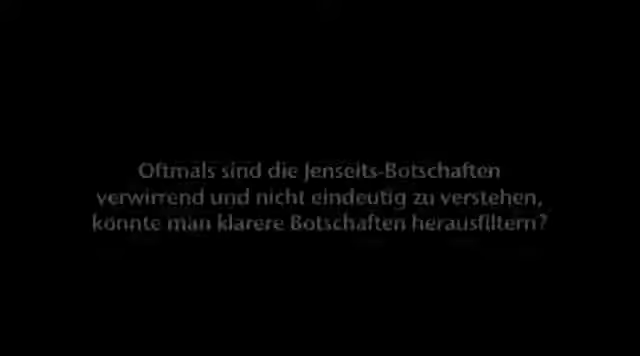 Oftmals sind die Jenseits-Botschaften
verwirrend und nicht eindeutig zu verstehen,
könnte man klarere Botschaften herausfiltern?